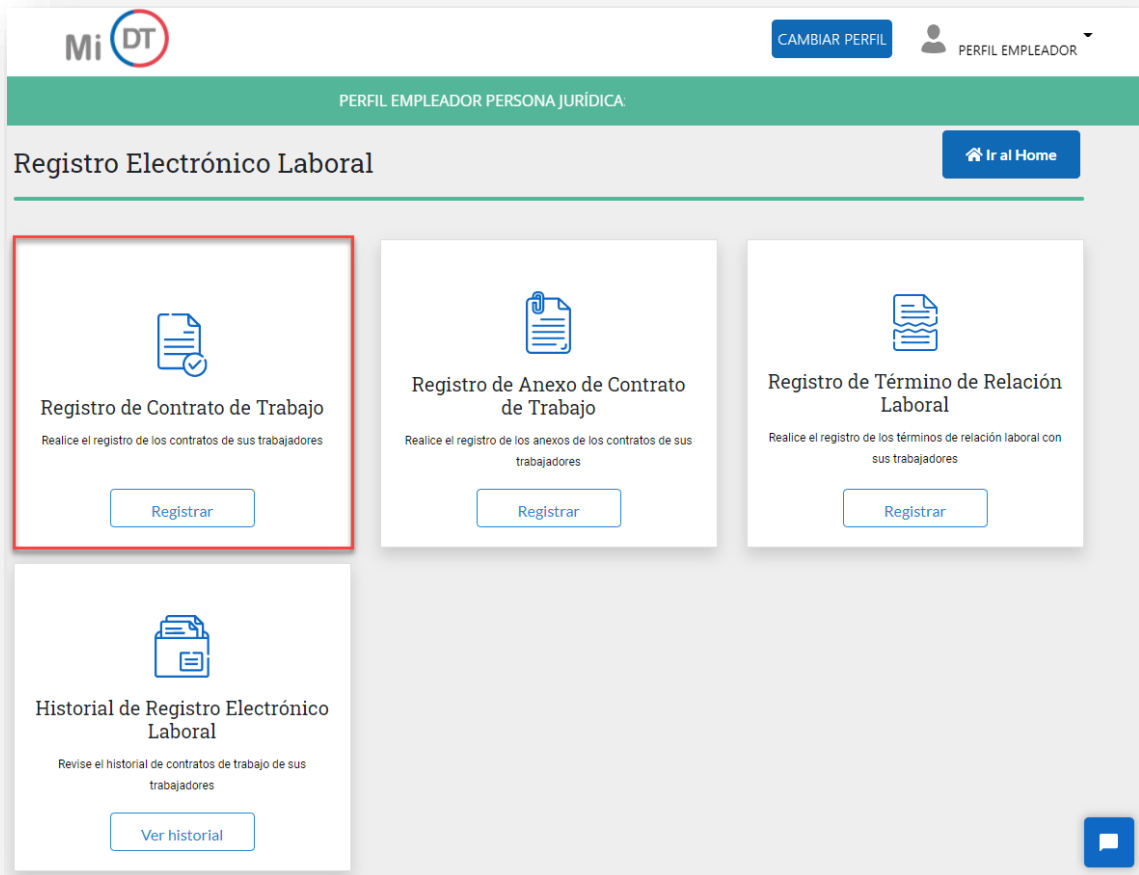 Mi DT
CAMBIAR PERFIL
PERFIL EMPLEADOR
PERFIL EMPLEADOR PERSONA JURÍDICA:
Registro Electrónico Laboral
Ir al Home
Registro de Contrato de Trabajo
Realice el registro de los contratos de sus trabajadores
Registrar
Registro de Anexo de Contrato
de Trabajo
Realice el registro de los anexos de los contratos de sus
trabajadores
Registrar
Registro de Término de Relación
Laboral
Realice el registro de los términos de relación laboral con
sus trabajadores
Registrar
Historial de Registro Electrónico
Laboral
Revise el historial de contratos de trabajo de sus
trabajadores
Ver historial